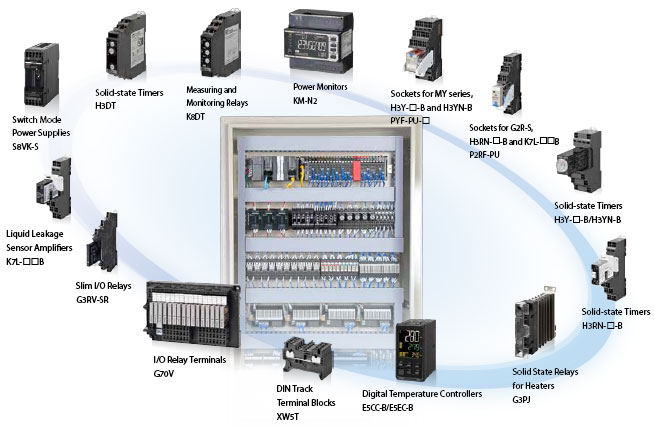 Switch Mode
Power Supplies
S8VK-S
Solid-state Timers
H3DT
Measuring and
Monitoring Relays
K8DT
Power Monitors
KM-N2
Sockets for MY series,
H3Y-□-B and H3YN-B
PYF-PU-□
Sockets for G2R-S,
H3RN-□-B and K7L-□□B
P2RF-PU
Solid-state Timers
H3Y-□-B/H3YN-B
Liquid Leakage
Sensor Amplifiers
K7L-□□B
Slim I/O Relays
G3RV-SR
Solid-state Timers
H3RN-□-B
I/O Relay Terminals
G70V
DIN Track
Terminal Blocks
XW5T
Digital Temperature Controllers
E5CC-B/E5EC-B
Solid State Relays
for Heaters
G3PJ